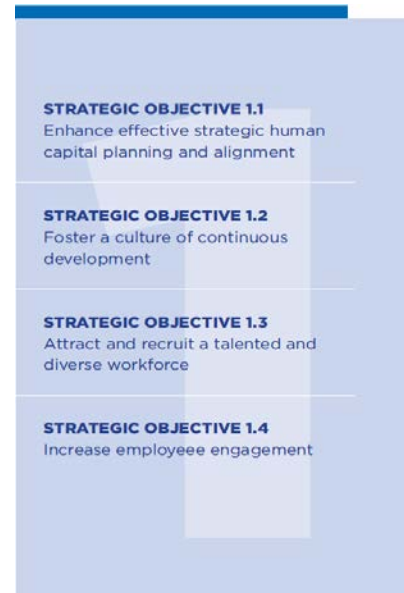 STRATEGIC OBJECTIVE 1.1
Enhance effective strategic human
capital planning and alignment
STRATEGIC OBJECTIVE 1.2
Foster a culture of continuous
development
STRATEGIC OBJECTIVE 1.3
Attract and recruit a talented and
diverse workforce
STRATEGIC OBJECTIVE 1.4
Increase employeee engagement